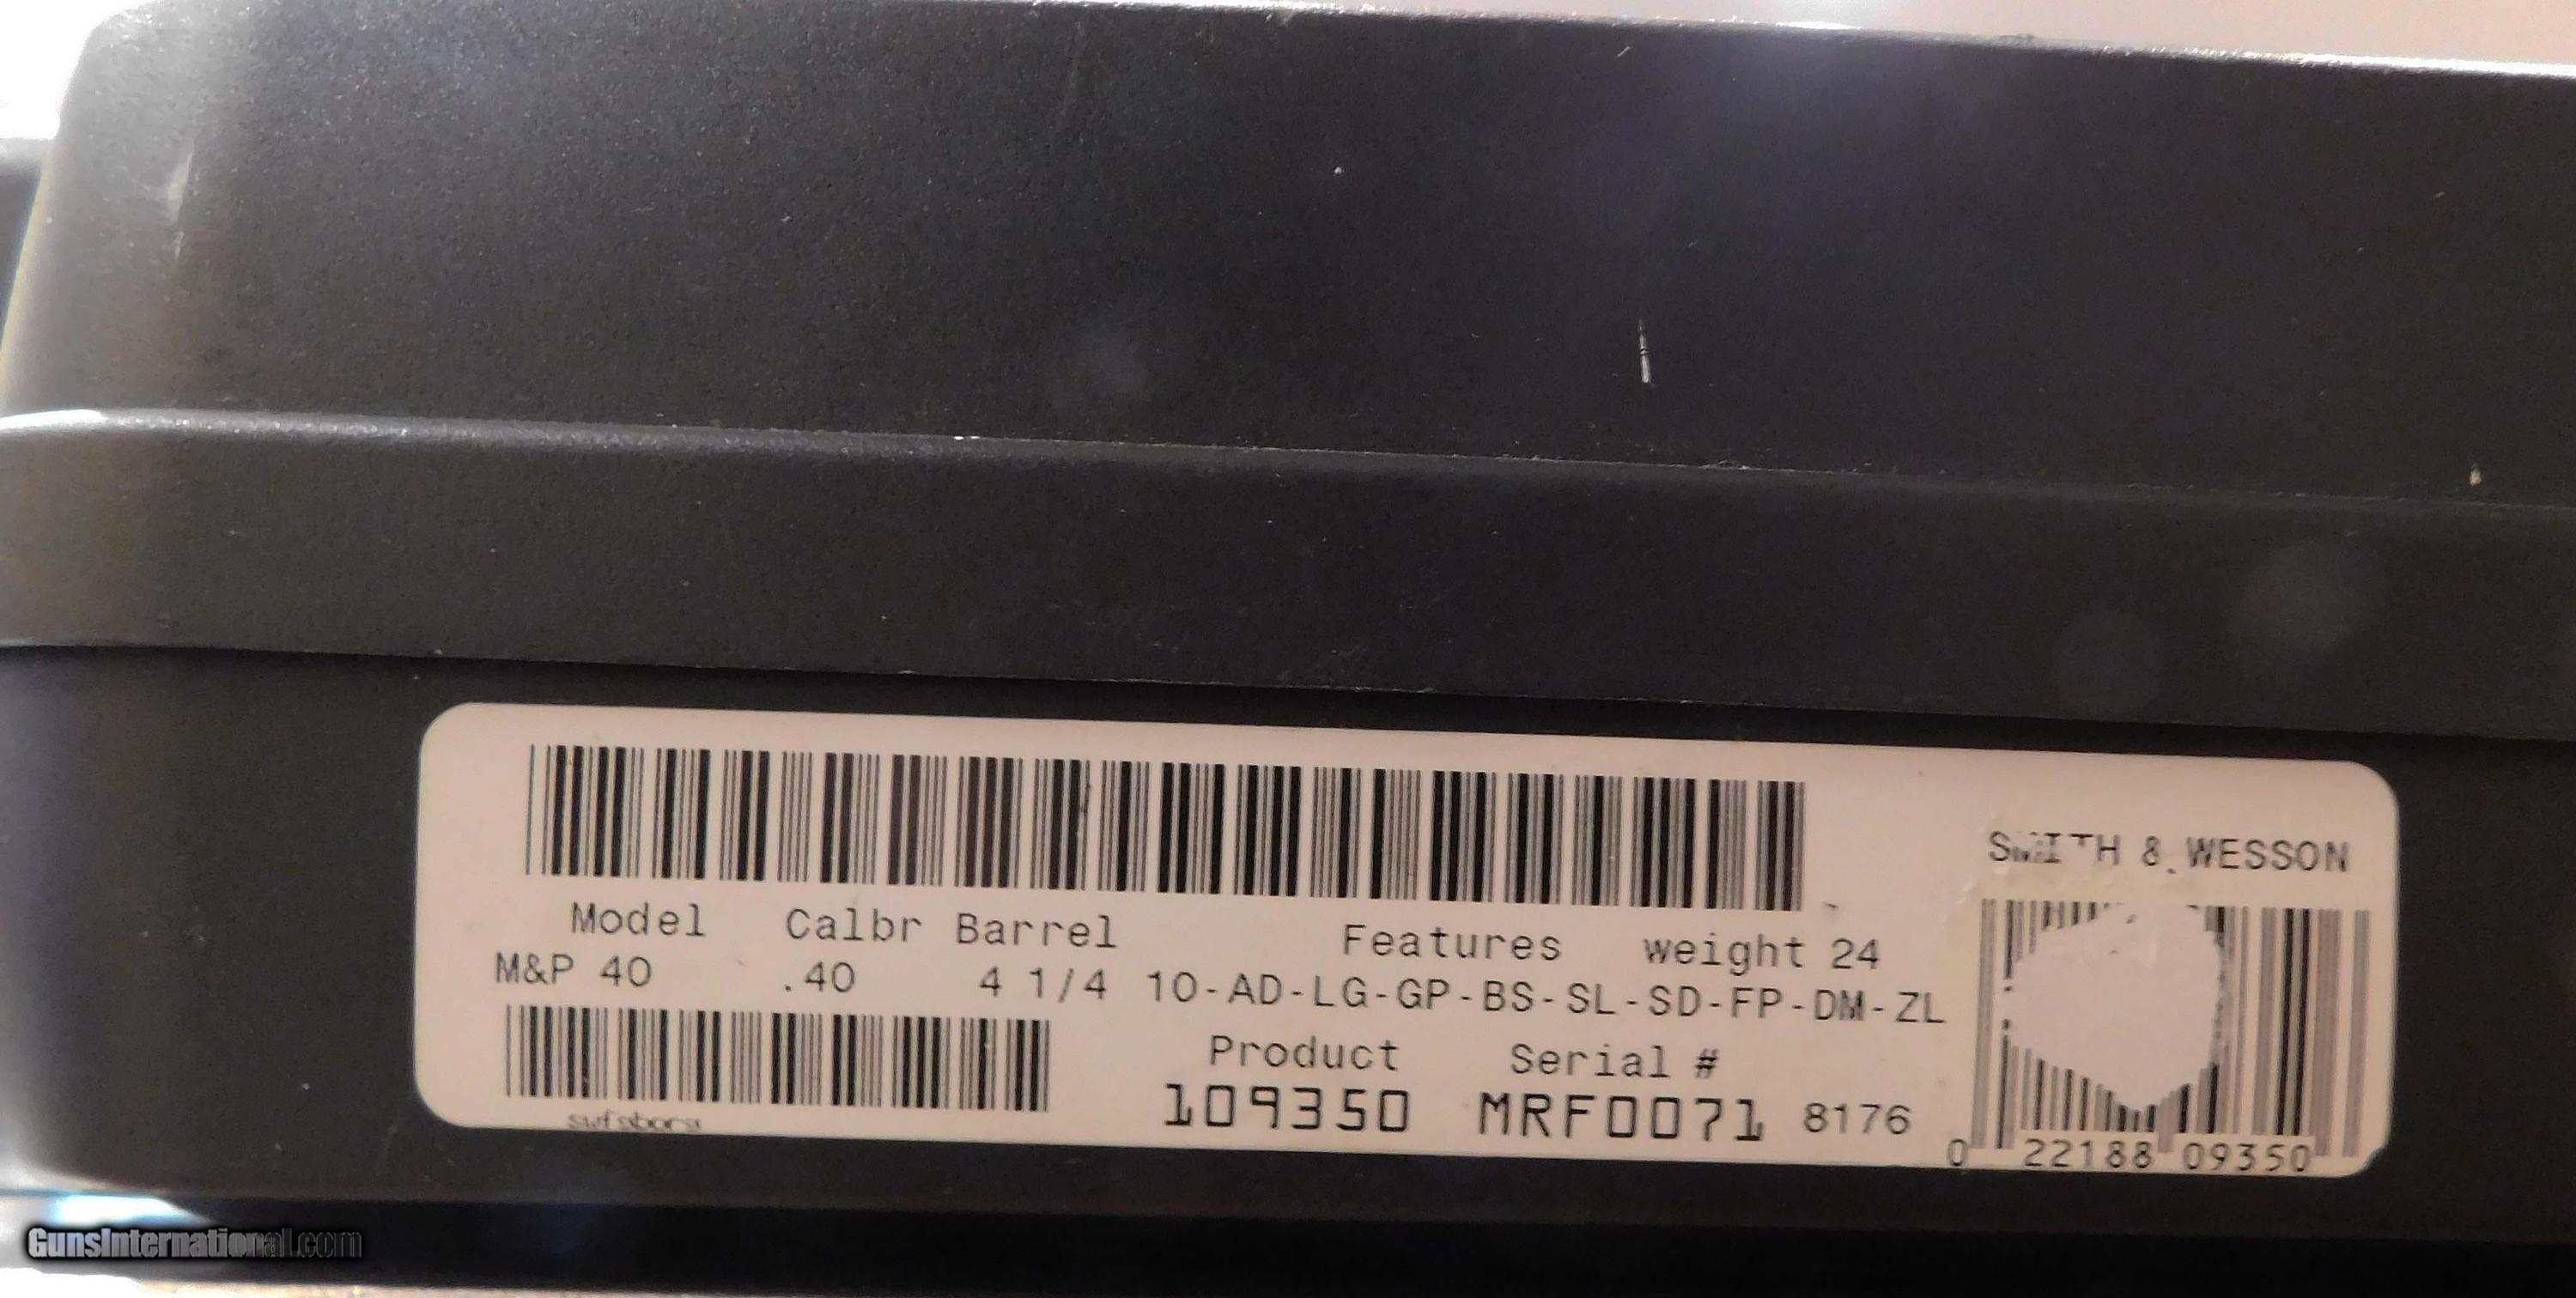 SMITH & WESSON
Model Calbr Barrel Features weight 24
M&P 40 .40 4 1/4 10-AD-LG-GP-BS-SL-SD-FP-DM-ZL
Product Serial #
109350 MRF0071 8176
0 22188 09350
GunsInternational.com